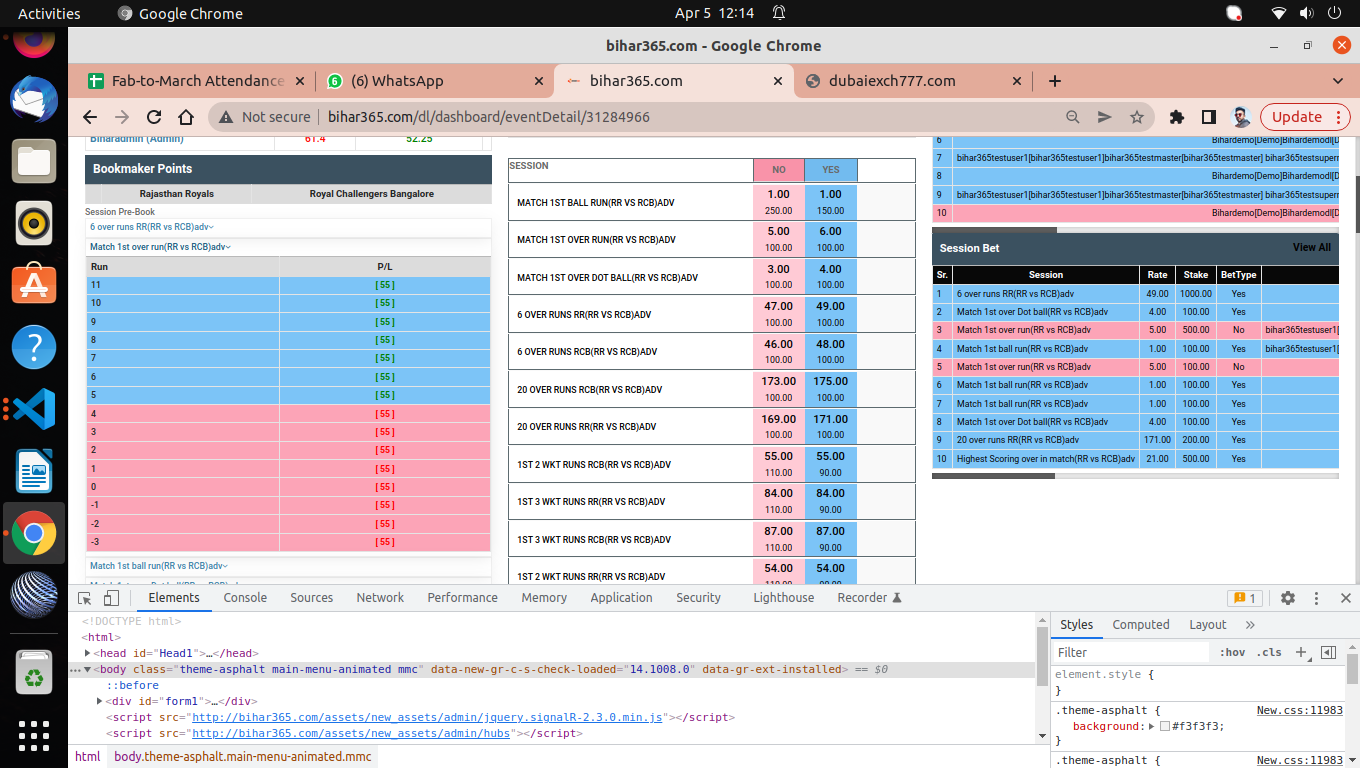 Activities
Google Chrome
Apr 5 12:14
bihar365.com - Google Chrome
Fab-to-March Attendance
(6) WhatsApp
bihar365.com
dubaiexch777.com
Not secure
bihar365.com/dl/dashboard/eventDetail/31284966
Update
Biharadmin (Admin) 61.4 52.25
Bookmaker Points
Rajasthan Royals Royal Challengers Bangalore
Session Pre-Book
6 over runs RR(RR vs RCB)adv
Match 1st over run(RR vs RCB)adv
Run P/L
11 [ 55 ]
10 [ 55 ]
9 [ 55 ]
8 [ 55 ]
7 [ 55 ]
6 [ 55 ]
5 [ 55 ]
4 [ 55 ]
3 [ 55 ]
2 [ 55 ]
1 [ 55 ]
0 [ 55 ]
-1 [ 55 ]
-2 [ 55 ]
-3 [ 55 ]
Match 1st ball run(RR vs RCB)adv
SESSION NO YES
MATCH 1ST BALL RUN(RR VS RCB)ADV 1.00 1.00
250.00 150.00
MATCH 1ST OVER RUN(RR VS RCB)ADV 5.00 6.00
100.00 100.00
MATCH 1ST OVER DOT BALL(RR VS RCB)ADV 3.00 4.00
100.00 100.00
6 OVER RUNS RR(RR VS RCB)ADV 47.00 49.00
100.00 100.00
6 OVER RUNS RCB(RR VS RCB)ADV 46.00 48.00
100.00 100.00
20 OVER RUNS RCB(RR VS RCB)ADV 173.00 175.00
100.00 100.00
20 OVER RUNS RR(RR VS RCB)ADV 169.00 171.00
100.00 100.00
1ST 2 WKT RUNS RCB(RR VS RCB)ADV 55.00 55.00
110.00 90.00
1ST 3 WKT RUNS RR(RR VS RCB)ADV 84.00 84.00
110.00 90.00
1ST 3 WKT RUNS RCB(RR VS RCB)ADV 87.00 87.00
110.00 90.00
1ST 2 WKT RUNS RR(RR VS RCB)ADV 54.00 54.00
6 Bihardemo[Demo]Bihardemodl[D
7 bihar365testuser1[bihar365testuser1]bihar365testmaster[bihar365testmaster] bihar365testsuperm
8 Bihardemo[Demo]Bihardemodl[D
9 bihar365testuser1[bihar365testuser1]bihar365testmaster[bihar365testmaster] bihar365testsuperm
10 Bihardemo[Demo]Bihardemodl[D
Session Bet View All
Sr. Session Rate Stake BetType
1 6 over runs RR(RR vs RCB)adv 49.00 1000.00 Yes
2 Match 1st over Dot ball(RR vs RCB)adv 4.00 100.00 Yes
3 Match 1st over run(RR vs RCB)adv 5.00 500.00 No bihar365testuser1[
4 Match 1st ball run(RR vs RCB)adv 1.00 100.00 Yes bihar365testuser1[
5 Match 1st over run(RR vs RCB)adv 5.00 100.00 No
6 Match 1st ball run(RR vs RCB)adv 1.00 100.00 Yes
7 Match 1st ball run(RR vs RCB)adv 1.00 100.00 Yes
8 Match 1st over Dot ball(RR vs RCB)adv 4.00 100.00 Yes
9 20 over runs RR(RR vs RCB)adv 171.00 200.00 Yes
10 Highest Scoring over in match(RR vs RCB)adv 21.00 500.00 Yes
Elements Console Sources Network Performance Memory Application Security Lighthouse Recorder 1
<!DOCTYPE html>
<html>
<head id="Head1">…</head>
<body class="theme-asphalt main-menu-animated mmc" data-new-gr-c-s-check-loaded="14.1008.0" data-gr-ext-installed> == $0
::before
<div id="form1">…</div>
<script src="http://bihar365.com/assets/new_assets/admin/jquery.signalR-2.3.0.min.js"></script>
<script src="http://bihar365.com/assets/new_assets/admin/hubs"></script>
html body.theme-asphalt.main-menu-animated.mmc
Styles Computed Layout
Filter :hov .cls
element.style {
}
.theme-asphalt { New.css:11983
background: #f3f3f3;
}
.theme-asphalt { New.css:11983